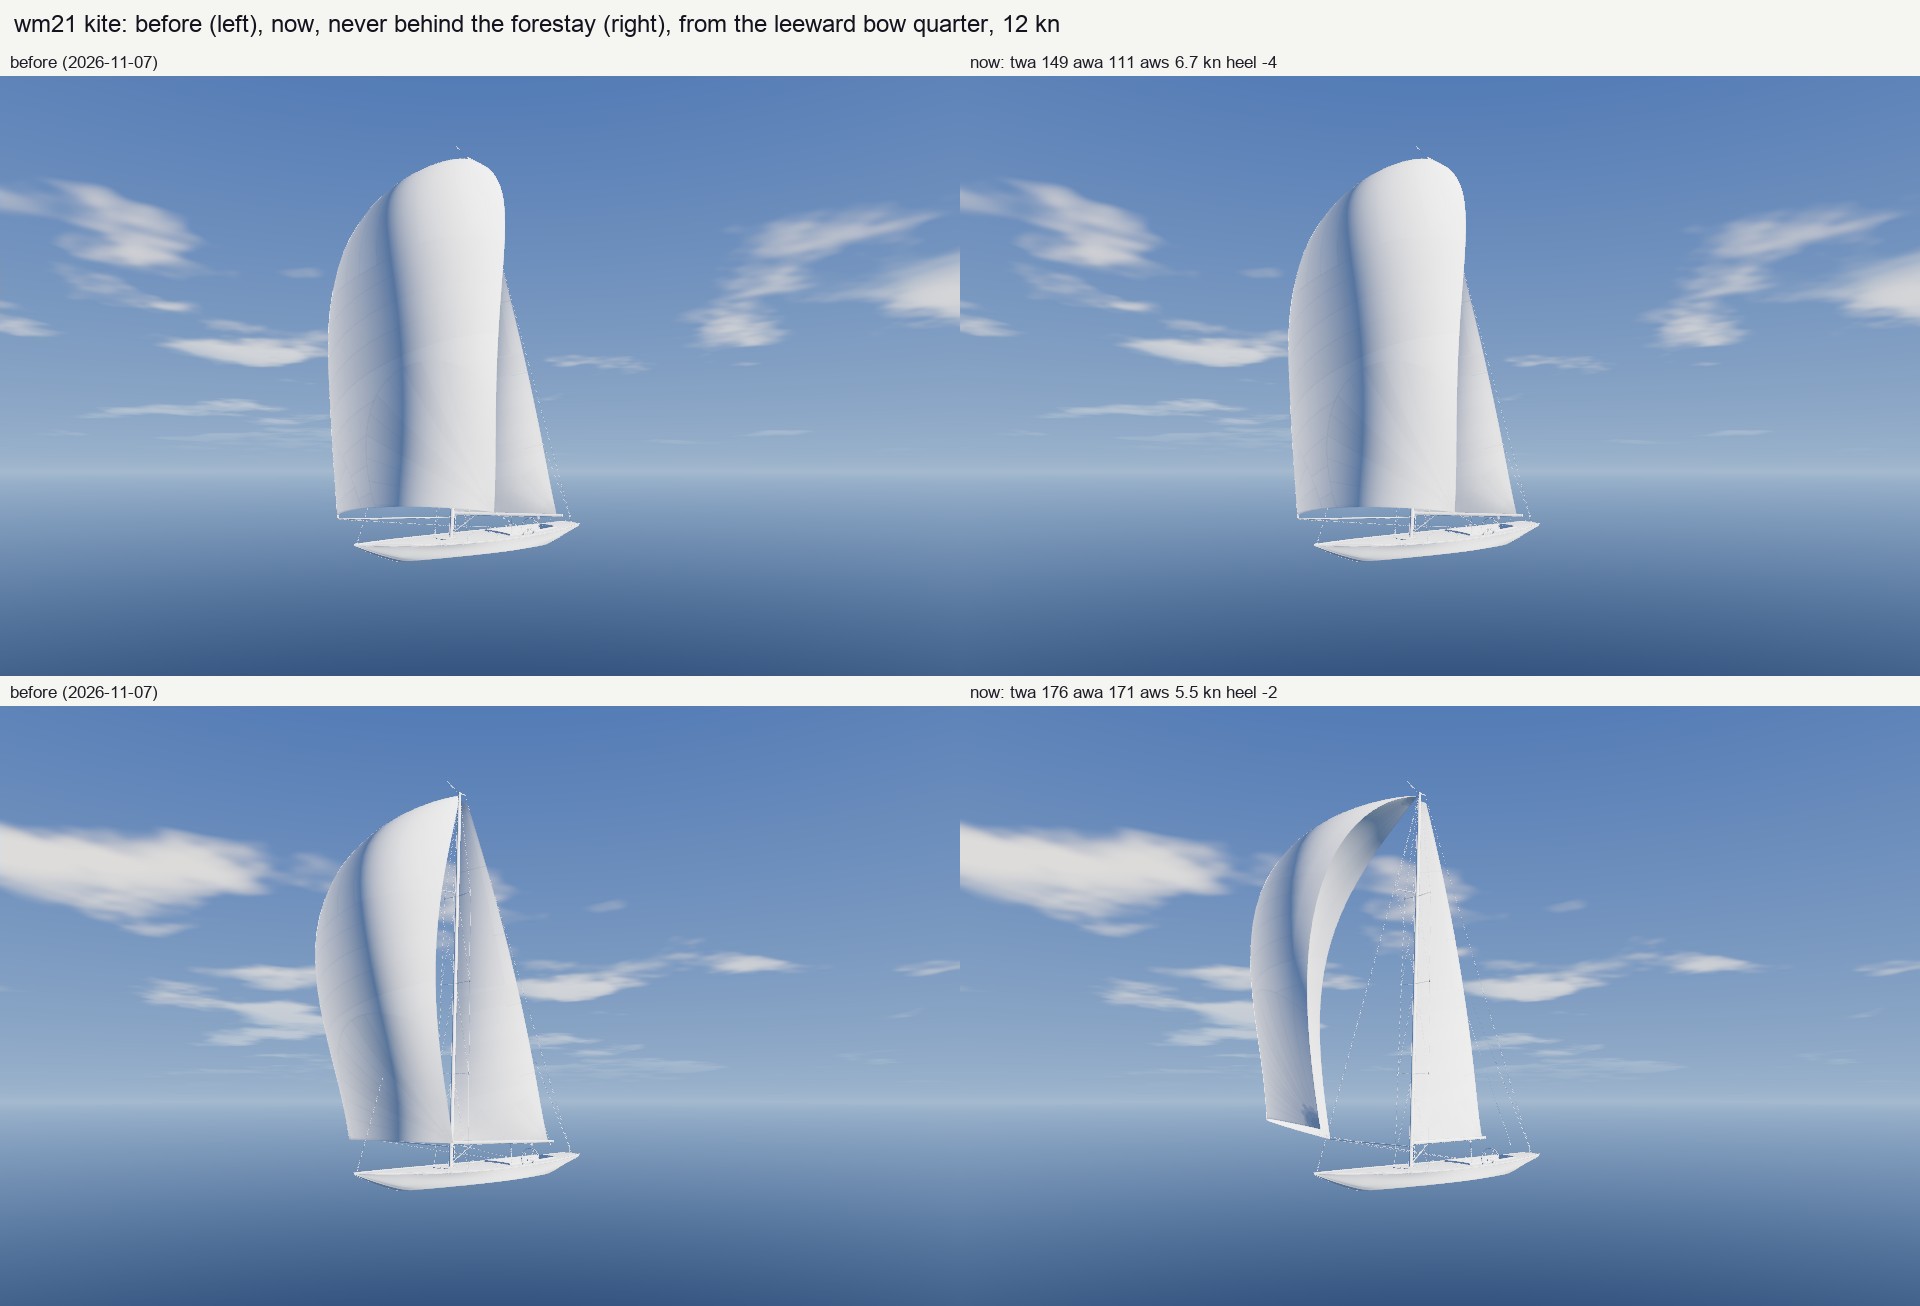 wm21 kite: before (left), now, never behind the forestay (right), from the leeward bow quarter, 12 kn
before (2026-11-07)
now: twa 149 awa 111 aws 6.7 kn heel -4
before (2026-11-07)
now: twa 176 awa 171 aws 5.5 kn heel -2